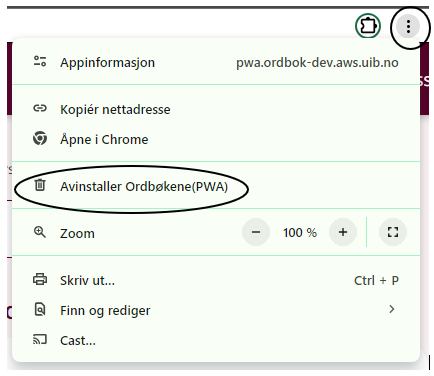 Appinformasjon pwa.ordbok-dev.aws.uib.no
Kopiér nettadresse
Åpne i Chrome
Avinstaller Ordbøkene(PWA)
Zoom 100 %
Skriv ut... Ctrl + P
Finn og rediger
Cast...